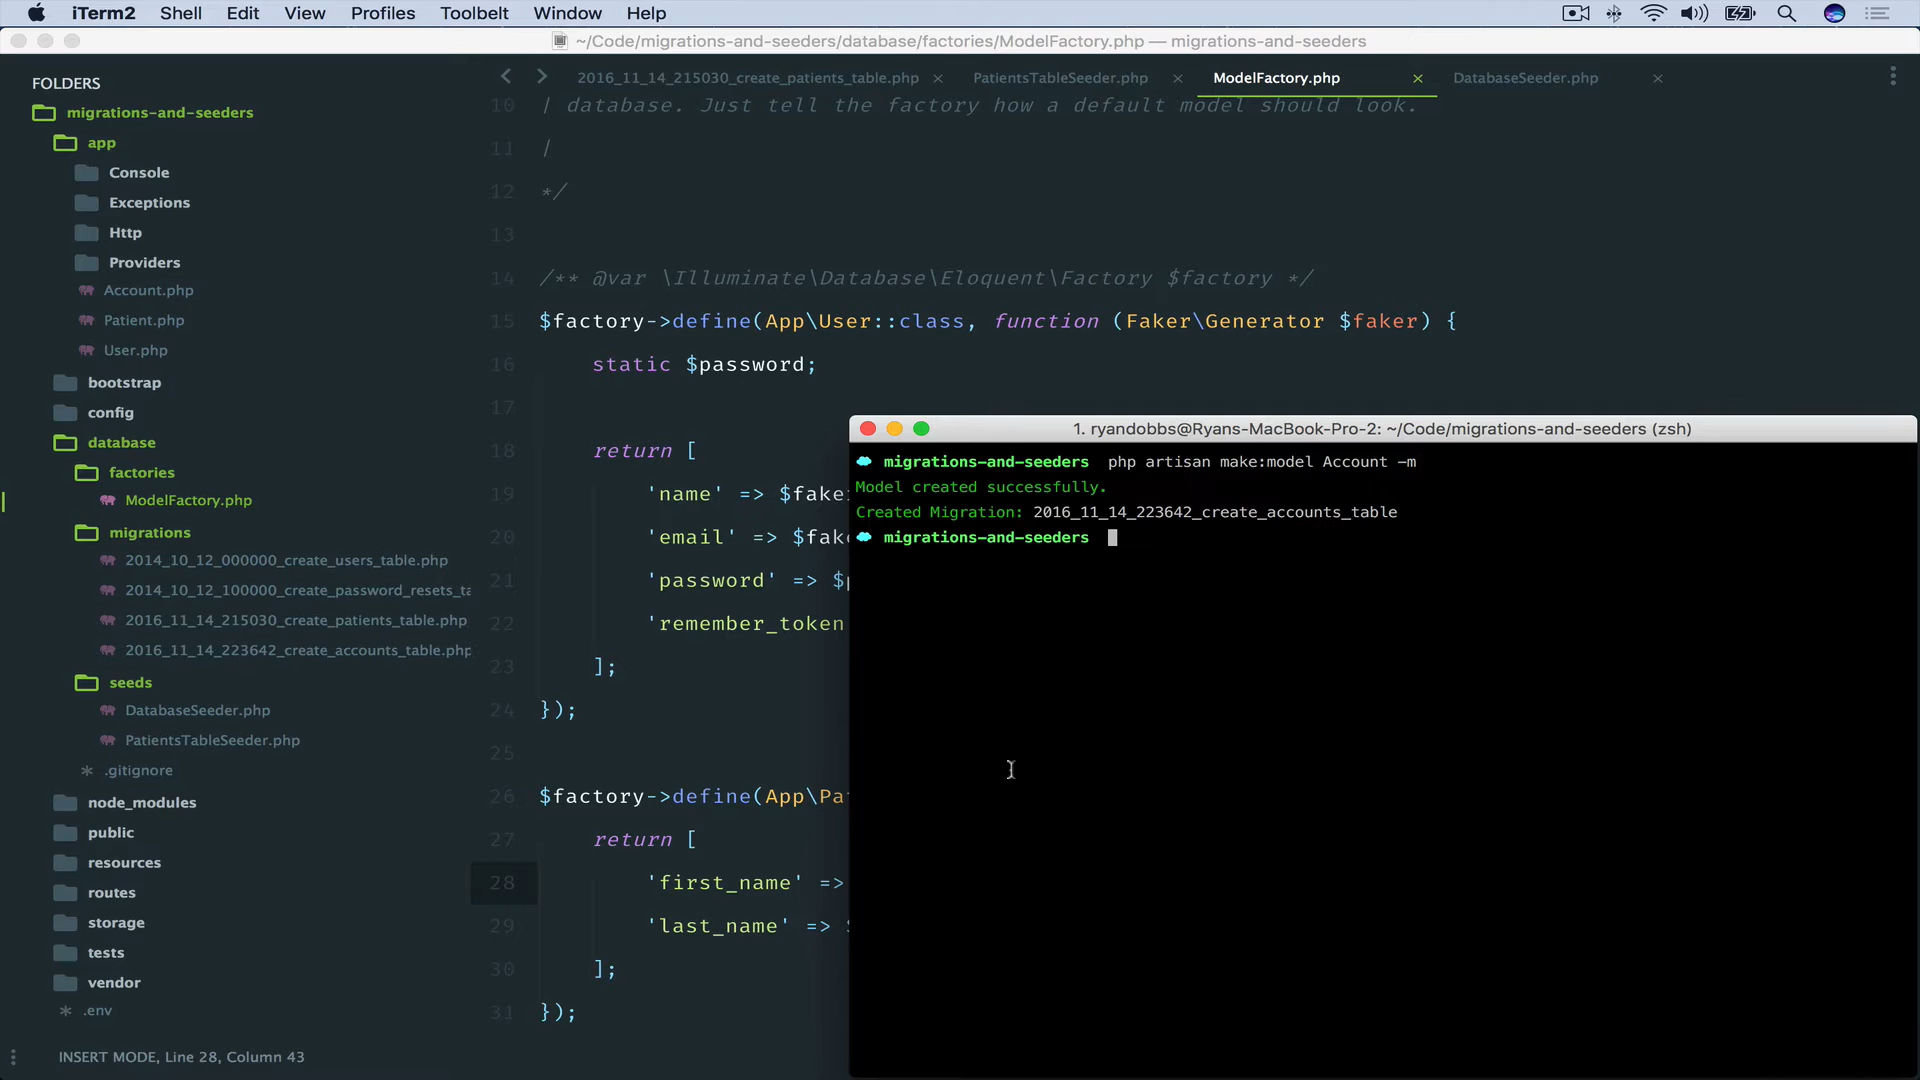 iTerm2 Shell Edit View Profiles Toolbelt Window Help
~/Code/migrations-and-seeders/database/factories/ModelFactory.php — migrations-and-seeders
FOLDERS
migrations-and-seeders
app
Console
Exceptions
Http
Providers
Account.php
Patient.php
User.php
bootstrap
config
database
factories
ModelFactory.php
migrations
2014_10_12_000000_create_users_table.php
2014_10_12_100000_create_password_resets_ta
2016_11_14_215030_create_patients_table.php
2016_11_14_223642_create_accounts_table.php
seeds
DatabaseSeeder.php
PatientsTableSeeder.php
.gitignore
node_modules
public
resources
routes
storage
tests
vendor
.env
INSERT MODE, Line 28, Column 43
2016_11_14_215030_create_patients_table.php PatientsTableSeeder.php ModelFactory.php DatabaseSeeder.php
10 | database. Just tell the factory how a default model should look.
11 |
12 */
13
14 /** @var \Illuminate\Database\Eloquent\Factory $factory */
15 $factory->define(App\User::class, function (Faker\Generator $faker) {
16 static $password;
17
18 return [
19 'name' => $faker
20 'email' => $fake
21 'password' => $p
22 'remember_token
23 ];
24 });
25
26 $factory->define(App\Pa
27 return [
28 'first_name' =>
29 'last_name' => $
30 ];
31 });
1. ryandobbs@Ryans-MacBook-Pro-2: ~/Code/migrations-and-seeders (zsh)
migrations-and-seeders php artisan make:model Account -m
Model created successfully.
Created Migration: 2016_11_14_223642_create_accounts_table
migrations-and-seeders